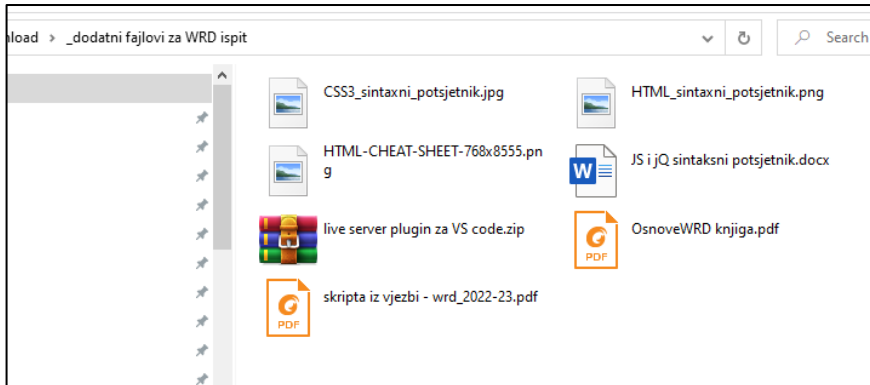 nload > _dodatni fajlovi za WRD ispit
Search
CSS3_sintaxni_potsjetnik.jpg
HTML_sintaxni_potsjetnik.png
HTML-CHEAT-SHEET-768x8555.pn
g
JS i jQ sintaksni potsjetnik.docx
live server plugin za VS code.zip
OsnoveWRD knjiga.pdf
PDF
skripta iz vjezbi - wrd_2022-23.pdf
PDF